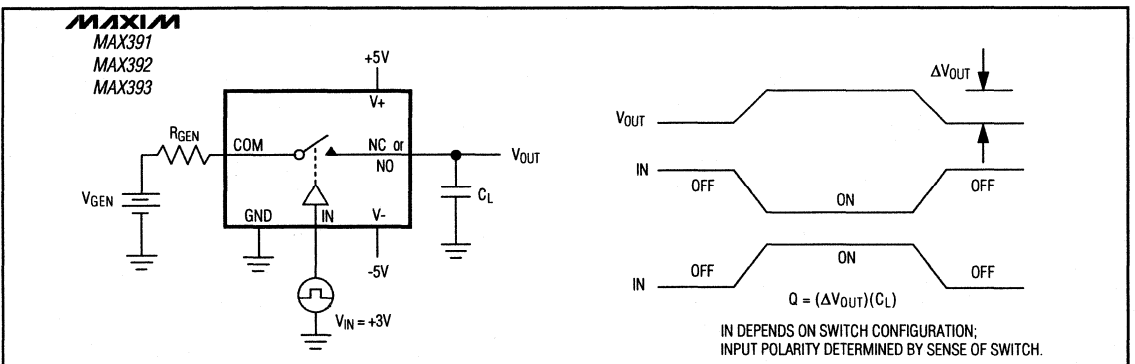 MAXIM
MAX391
MAX392
MAX393
+5V
V+
RGEN
COM
NC or
NO
VOUT
VGEN
CL
GND
IN
V-
-5V
VIN = +3V
ΔVOUT
VOUT
IN
OFF
ON
OFF
IN
OFF
ON
OFF
Q = (ΔVOUT)(CL)
IN DEPENDS ON SWITCH CONFIGURATION;
INPUT POLARITY DETERMINED BY SENSE OF SWITCH.